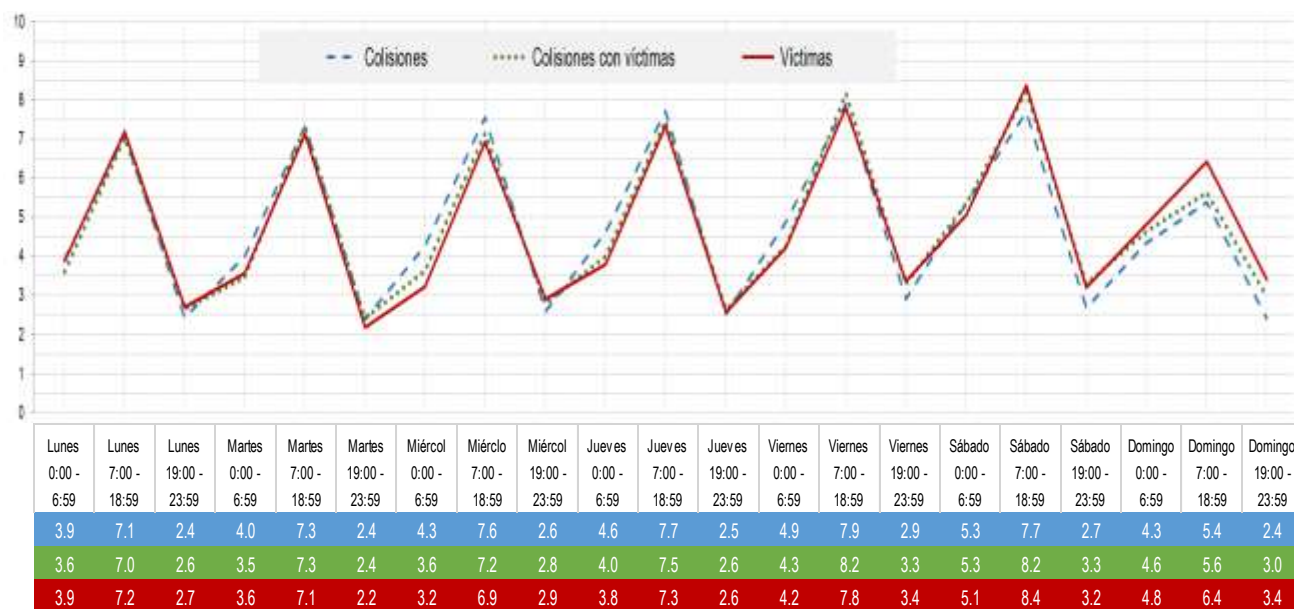 10
9
8
7
6
5
4
3
2
1
0
Colisiones Colisiones con víctimas Víctimas
Lunes Lunes Lunes Martes Martes Martes Miércol Miérclo Miércol Jueves Jueves Jueves Viernes Viernes Viernes Sábado Sábado Sábado Domingo Domingo Domingo
0:00 - 7:00 - 19:00 - 0:00 - 7:00 - 19:00 - 0:00 - 7:00 - 19:00 - 0:00 - 7:00 - 19:00 - 0:00 - 7:00 - 19:00 - 0:00 - 7:00 - 19:00 - 0:00 - 7:00 - 19:00 -
6:59 18:59 23:59 6:59 18:59 23:59 6:59 18:59 23:59 6:59 18:59 23:59 6:59 18:59 23:59 6:59 18:59 23:59 6:59 18:59 23:59
3.9 7.1 2.4 4.0 7.3 2.4 4.3 7.6 2.6 4.6 7.7 2.5 4.9 7.9 2.9 5.3 7.7 2.7 4.3 5.4 2.4
3.6 7.0 2.6 3.5 7.3 2.4 3.6 7.2 2.8 4.0 7.5 2.6 4.3 8.2 3.3 5.3 8.2 3.3 4.6 5.6 3.0
3.9 7.2 2.7 3.6 7.1 2.2 3.2 6.9 2.9 3.8 7.3 2.6 4.2 7.8 3.4 5.1 8.4 3.2 4.8 6.4 3.4